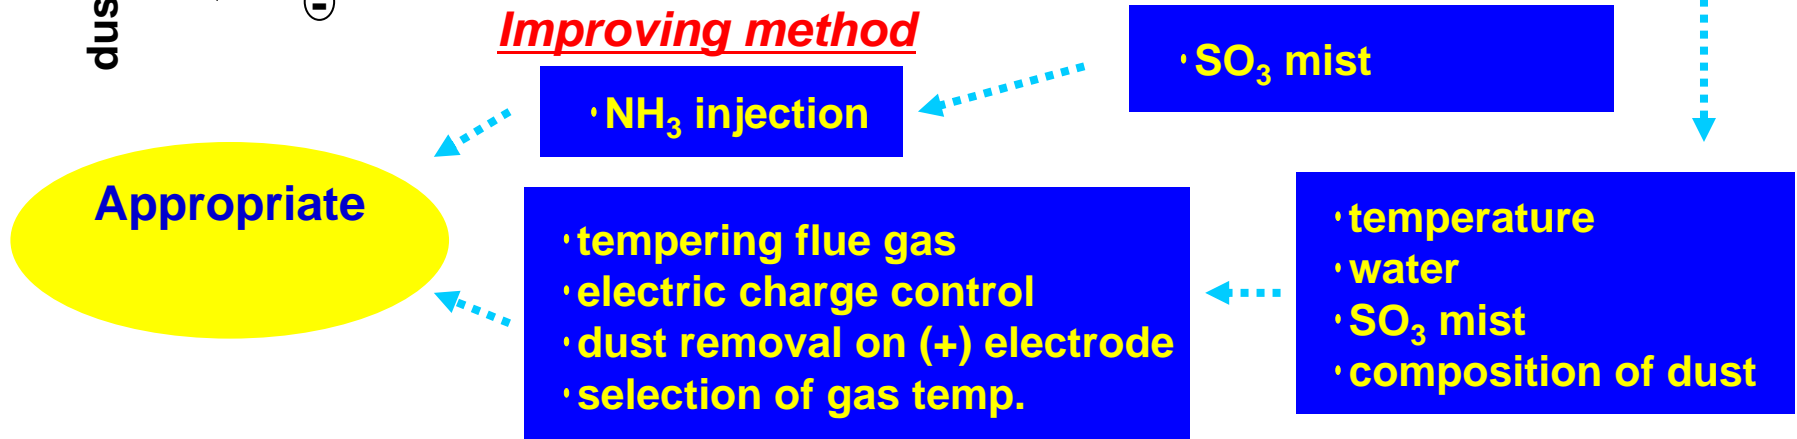 dus
Improving method
・SO₃ mist
・NH₃ injection
Appropriate
・tempering flue gas
・electric charge control
・dust removal on (+) electrode
・selection of gas temp.
・temperature
・water
・SO₃ mist
・composition of dust